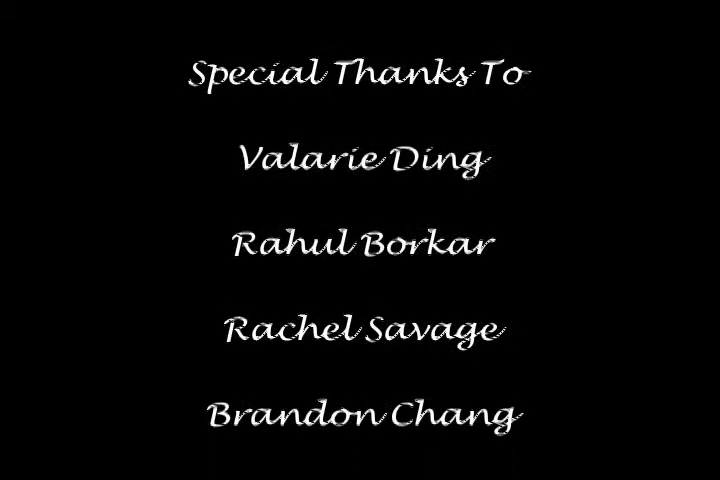 Special Thanks To
Valarie Ding
Rahul Borkar
Rachel Savage
Brandon Chang